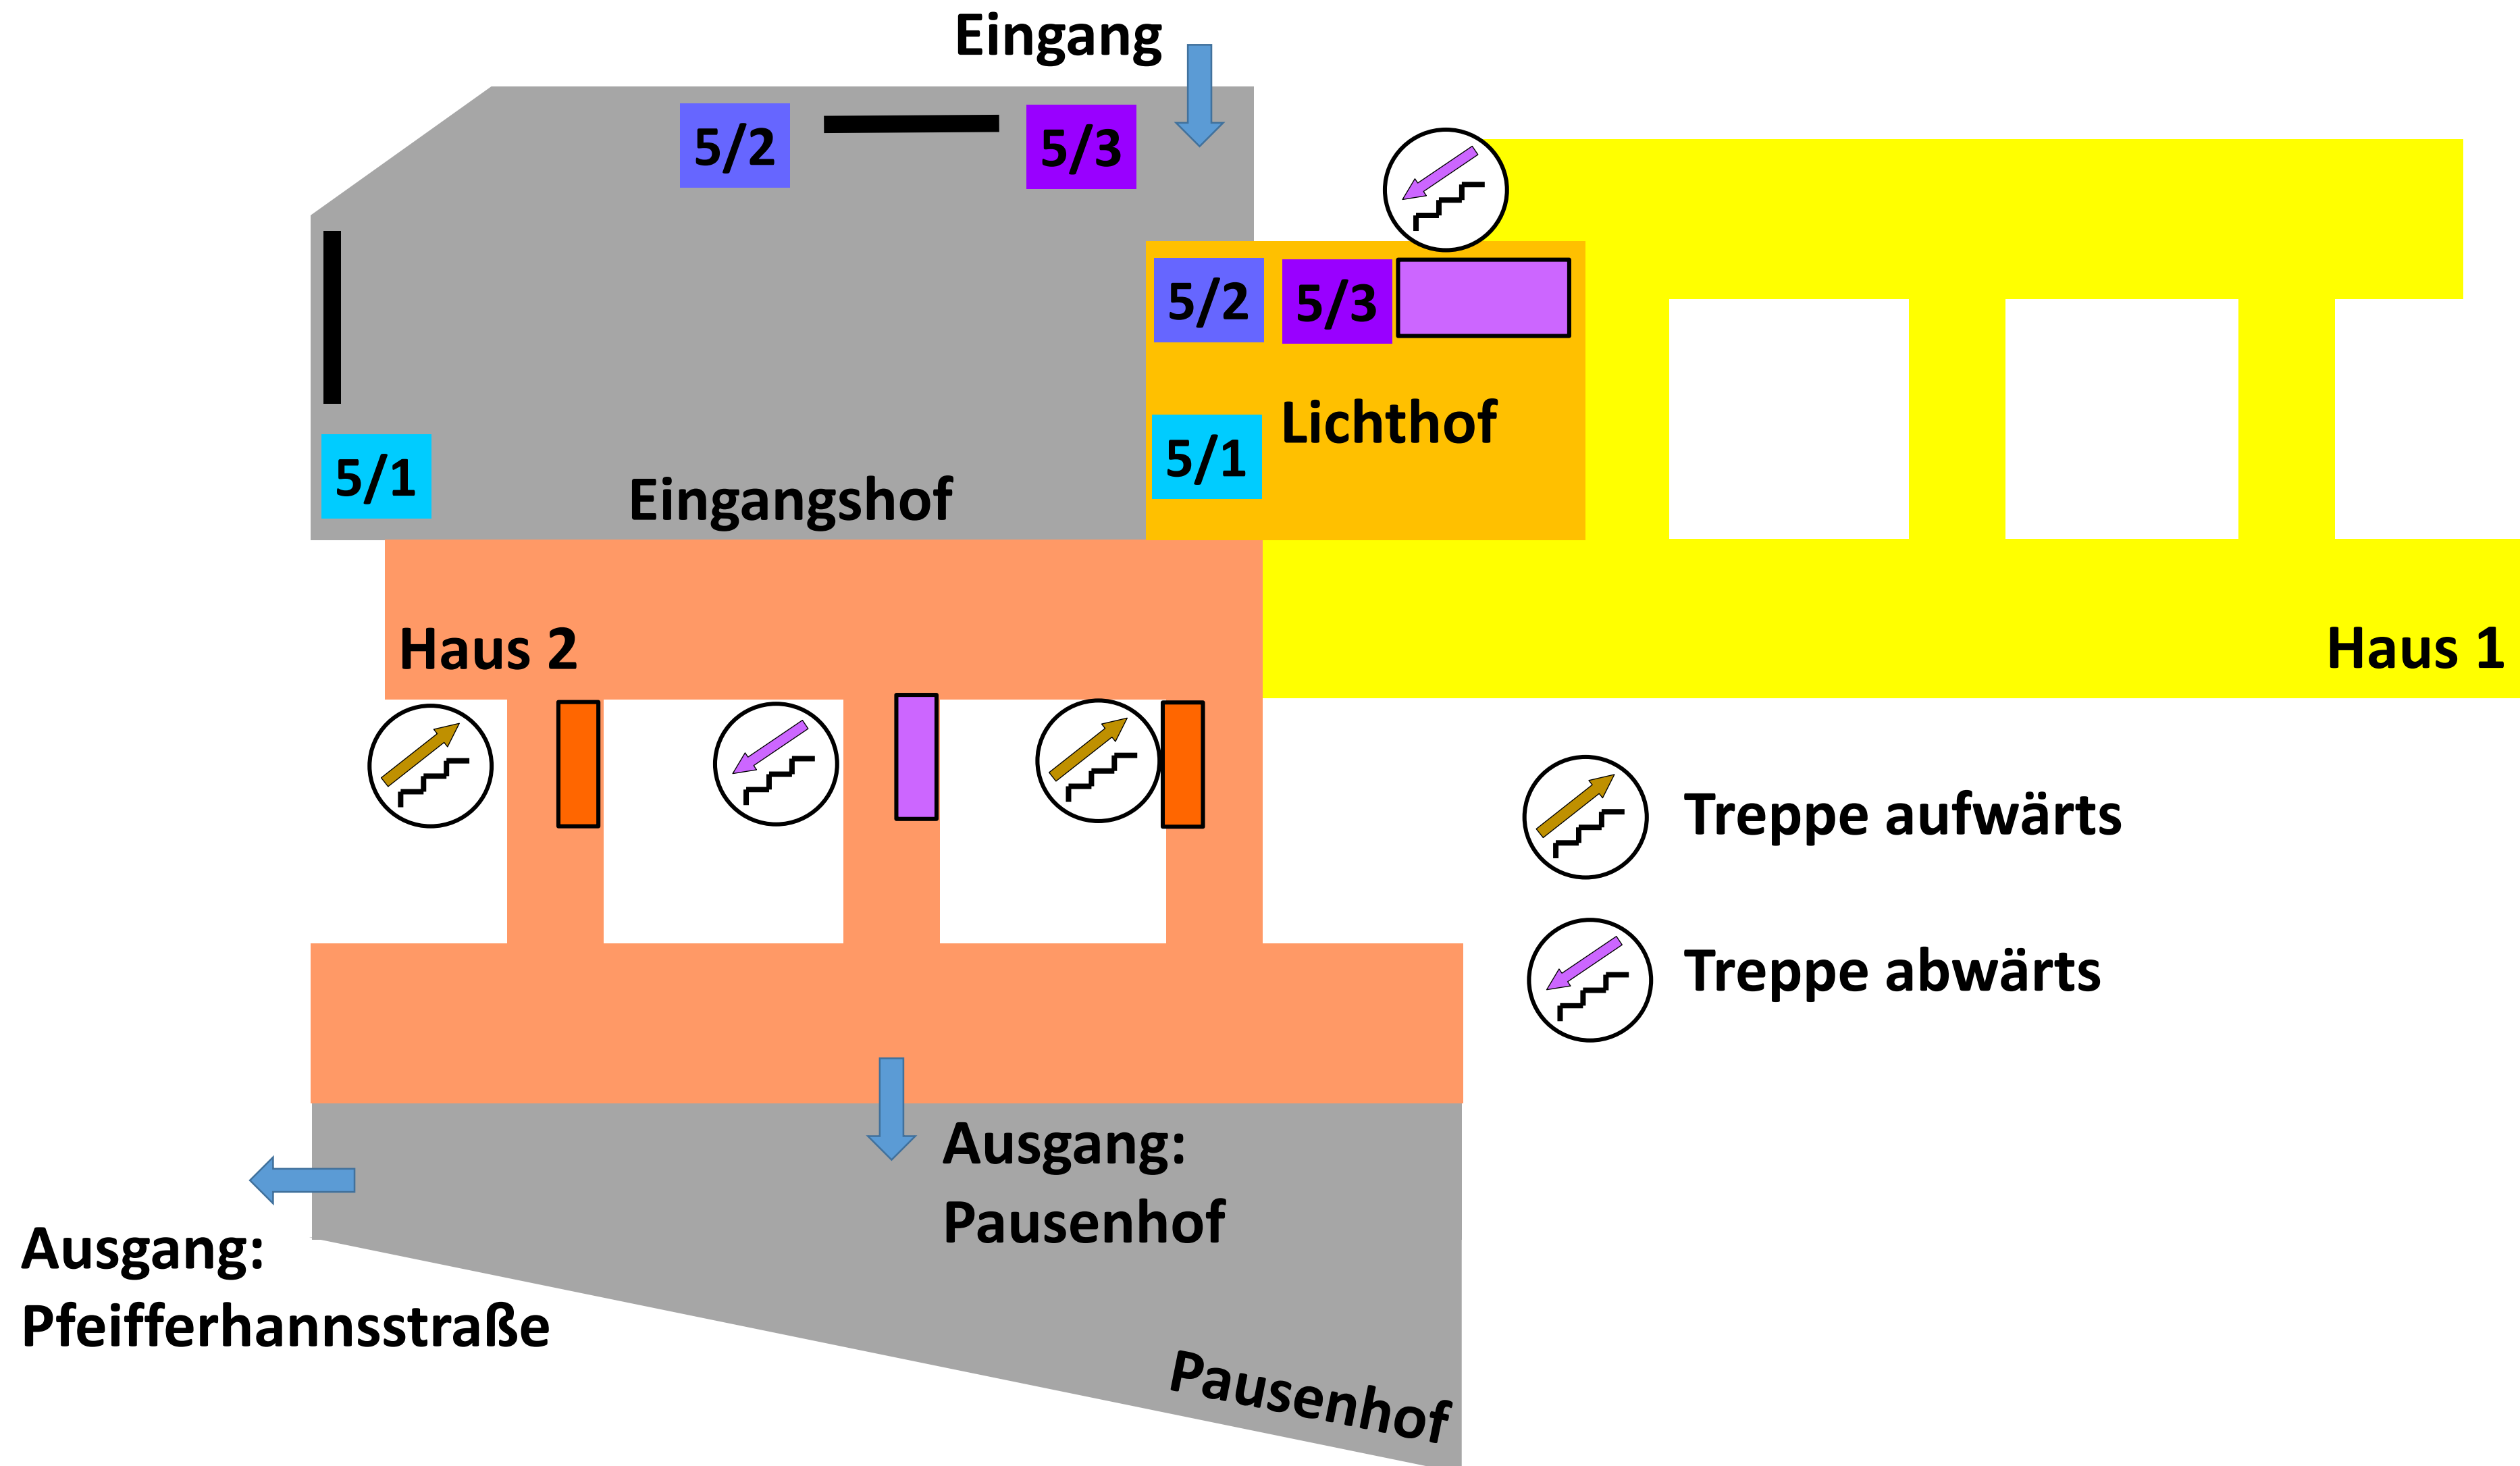 Eingang
5/2
5/3
5/2
5/3
Lichthof
5/1
5/1
Eingangshof
Haus 2
Haus 1
Treppe aufwärts
Treppe abwärts
Ausgang:
Pausenhof
Ausgang:
Pfeifferhannsstraße
Pausenhof